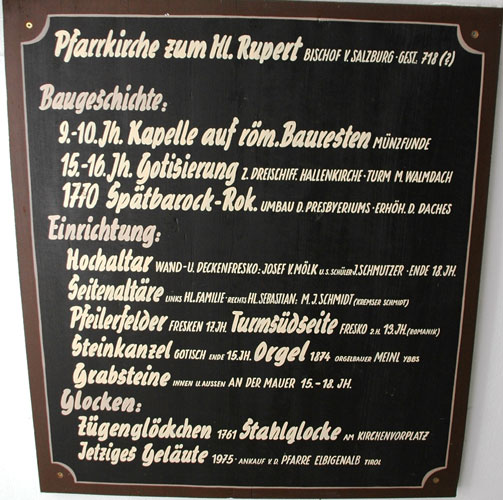 Pfarrkirche zum Hl. Rupert BISCHOF V. SALZBURG · GEST. 718 (?)
Baugeschichte:
9.-10. Jh. Kapelle auf röm. Bauresten MÜNZFUNDE
15.-16. Jh. Gotisierung Z. DREISCHIFF. HALLENKIRCHE · TURM M. WALMDACH
1770 Spätbarock-Rok. UMBAU D. PRESBYERIUMS · ERHÖH. D. DACHES
Einrichtung:
Hochaltar WAND- U. DECKENFRESKO: JOSEF V. MÖLK U. S. SCHÜLER J. SCHMUTZER · ENDE 18. JH.
Seitenaltäre LINKS HL. FAMILIE · RECHTS HL. SEBASTIAN: M. J. SCHMIDT (KREMSER SCHMIDT)
Pfeilerfelder FRESKEN 17. JH. Turmsüdseite FRESKO 2. H. 19. JH. (ROMANIK)
Steinkanzel GOTISCH ENDE 15. JH. Orgel 1874 ORGELBAUER MEINL YBBS
Grabsteine INNEN U. AUSSEN AN DER MAUER 15. - 18. JH.
Glocken:
Zügenglöckchen 1761 Stahlglocke AM KIRCHENVORPLATZ
Jetziges Geläute 1975 · ANKAUF V. D. PFARRE ELBIGENALB TIROL